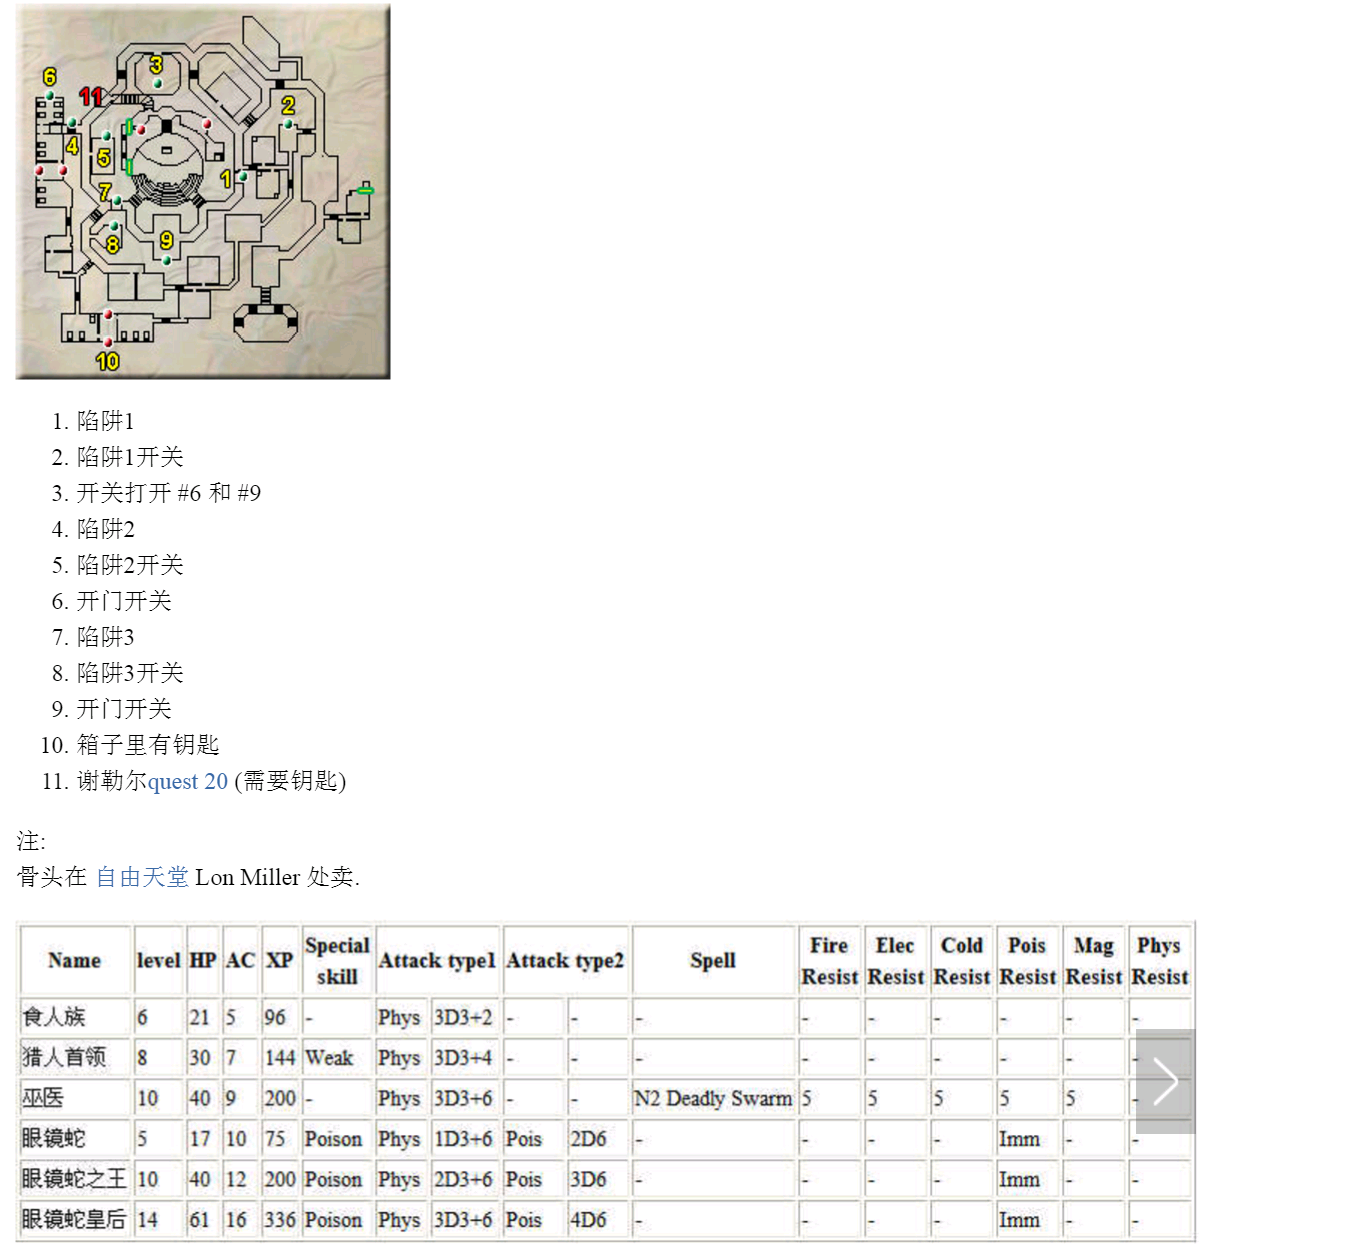 6
11
3
2
4
5
1
7
8
9
10
1. 陷阱1
2. 陷阱1开关
3. 开关打开 #6 和 #9
4. 陷阱2
5. 陷阱2开关
6. 开门开关
7. 陷阱3
8. 陷阱3开关
9. 开门开关
10. 箱子里有钥匙
11. 谢勒尔quest 20 (需要钥匙)
注:
骨头在 自由天堂 Lon Miller 处卖.
Name level HP AC XP Special skill Attack type1 Attack type2 Spell Fire Resist Elec Resist Cold Resist Pois Resist Mag Resist Phys Resist
食人族 6 21 5 96 - Phys 3D3+2 - - - - - - - - -
猎人首领 8 30 7 144 Weak Phys 3D3+4 - - - - - - - - -
巫医 10 40 9 200 - Phys 3D3+6 - - N2 Deadly Swarm 5 5 5 5 5 -
眼镜蛇 5 17 10 75 Poison Phys 1D3+6 Pois 2D6 - - - - Imm - -
眼镜蛇之王 10 40 12 200 Poison Phys 2D3+6 Pois 3D6 - - - - Imm - -
眼镜蛇皇后 14 61 16 336 Poison Phys 3D3+6 Pois 4D6 - - - - Imm - -